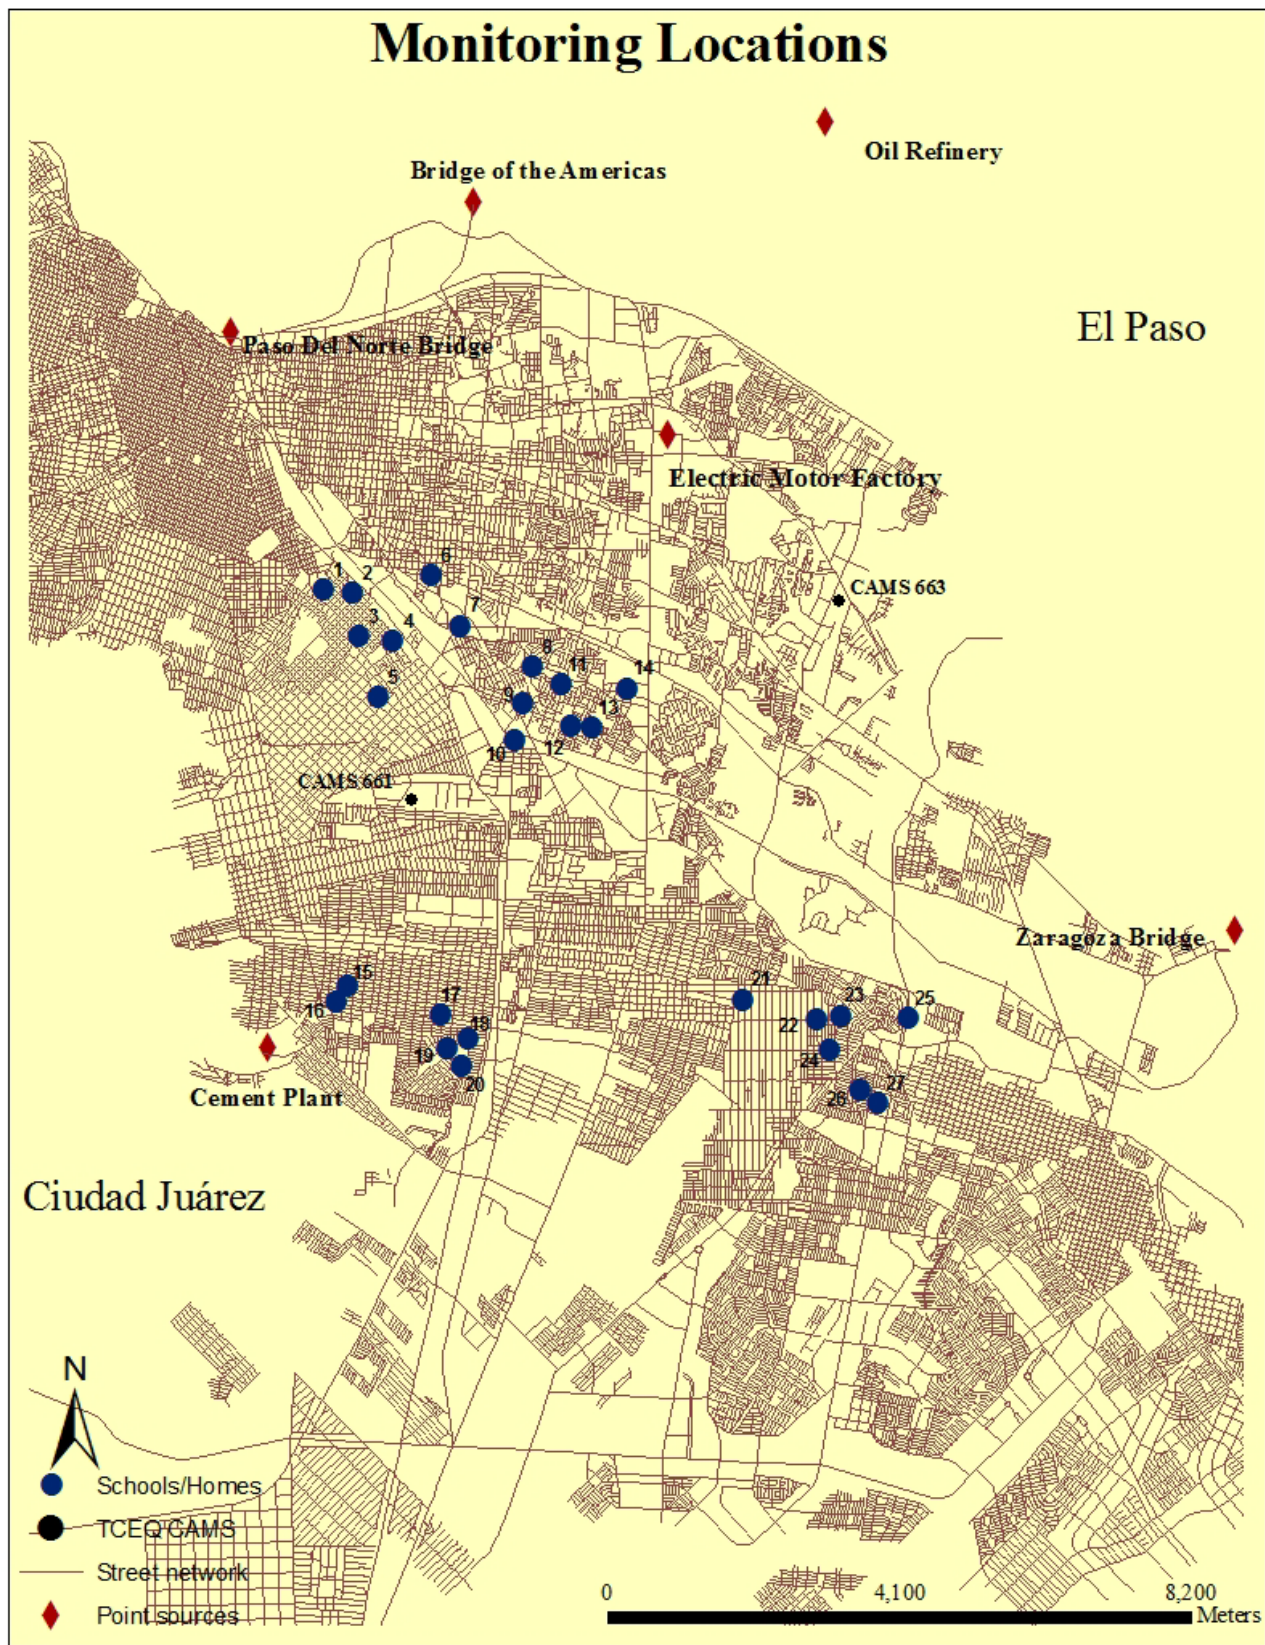 Monitoring Locations
Oil Refinery
Bridge of the Americas
El Paso
Paso Del Norte Bridge
Electric Motor Factory
6
1
2
CAMS 663
7
3
4
8
11
14
5
9
13
12
10
CAMS 661
Zaragoza Bridge
15
21
16
17
23
25
22
18
19
24
20
27
26
Cement Plant
Ciudad Juárez
N
Schools/Homes
TCEQ CAMS
Street network
Point sources
0
4,100
8,200
Meters